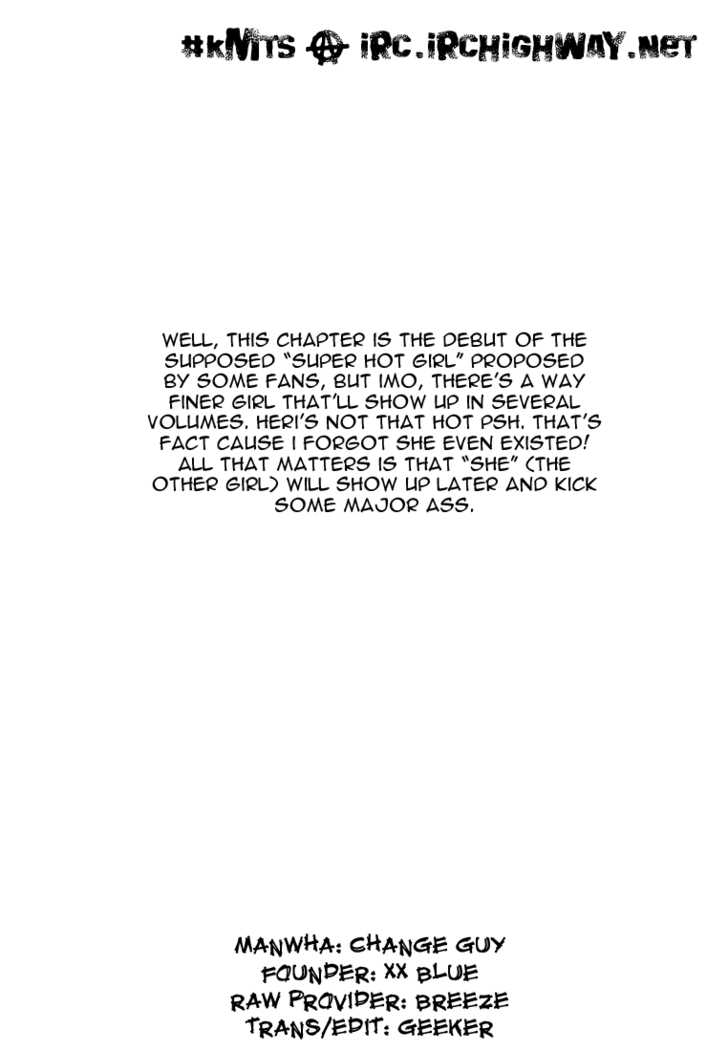 #KMTS @ IRC.IRCHIGHWAY.NET
WELL, THIS CHAPTER IS THE DEBUT OF THE
SUPPOSED “SUPER HOT GIRL” PROPOSED
BY SOME FANS, BUT IMO, THERE’S A WAY
FINER GIRL THAT’LL SHOW UP IN SEVERAL
VOLUMES. HERI’S NOT THAT HOT PSH. THAT’S
FACT CAUSE I FORGOT SHE EVEN EXISTED!
ALL THAT MATTERS IS THAT “SHE” (THE
OTHER GIRL) WILL SHOW UP LATER AND KICK
SOME MAJOR ASS.
MANWHA: CHANGE GUY
FOUNDER: XX BLUE
RAW PROVIDER: BREEZE
TRANS/EDIT: GEEKER